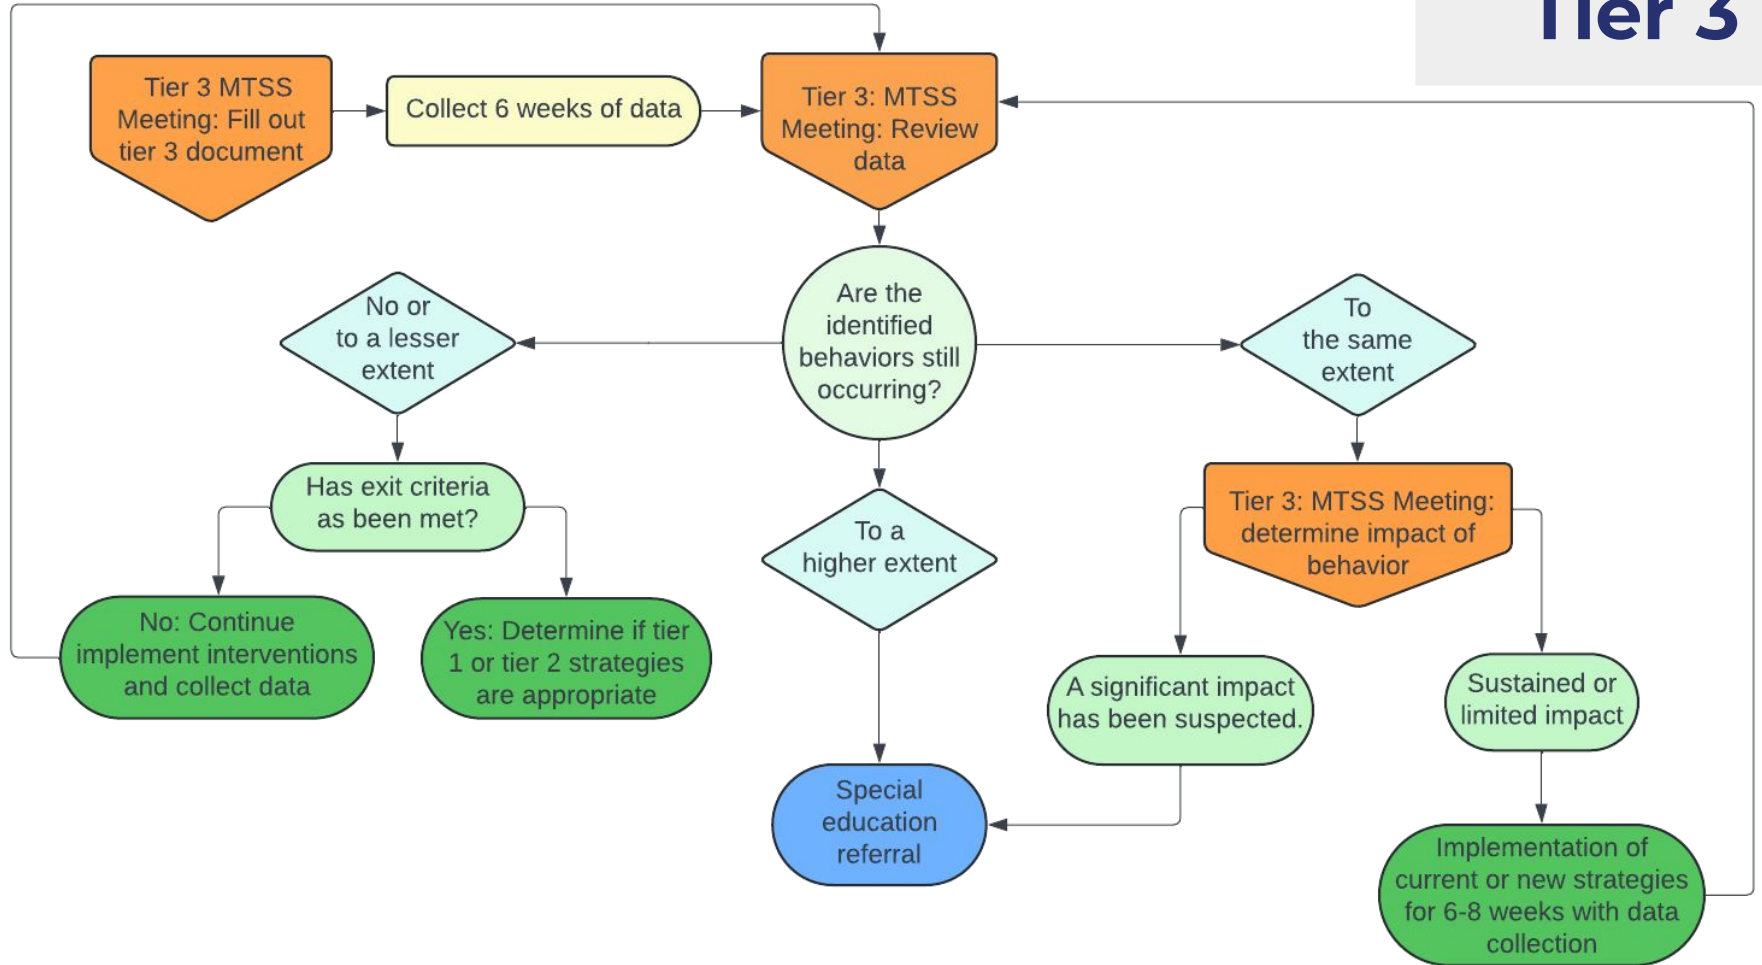 Tier 3
Tier 3 MTSS
Meeting: Fill out
tier 3 document
Collect 6 weeks of data
Tier 3: MTSS
Meeting: Review
data
Are the
identified
behaviors still
occurring?
No or
to a lesser
extent
To
the same
extent
Has exit criteria
as been met?
To a
higher extent
Tier 3: MTSS Meeting:
determine impact of
behavior
No: Continue
implement interventions
and collect data
Yes: Determine if tier
1 or tier 2 strategies
are appropriate
A significant impact
has been suspected.
Sustained or
limited impact
Special
education
referral
Implementation of
current or new strategies
for 6-8 weeks with data
collection